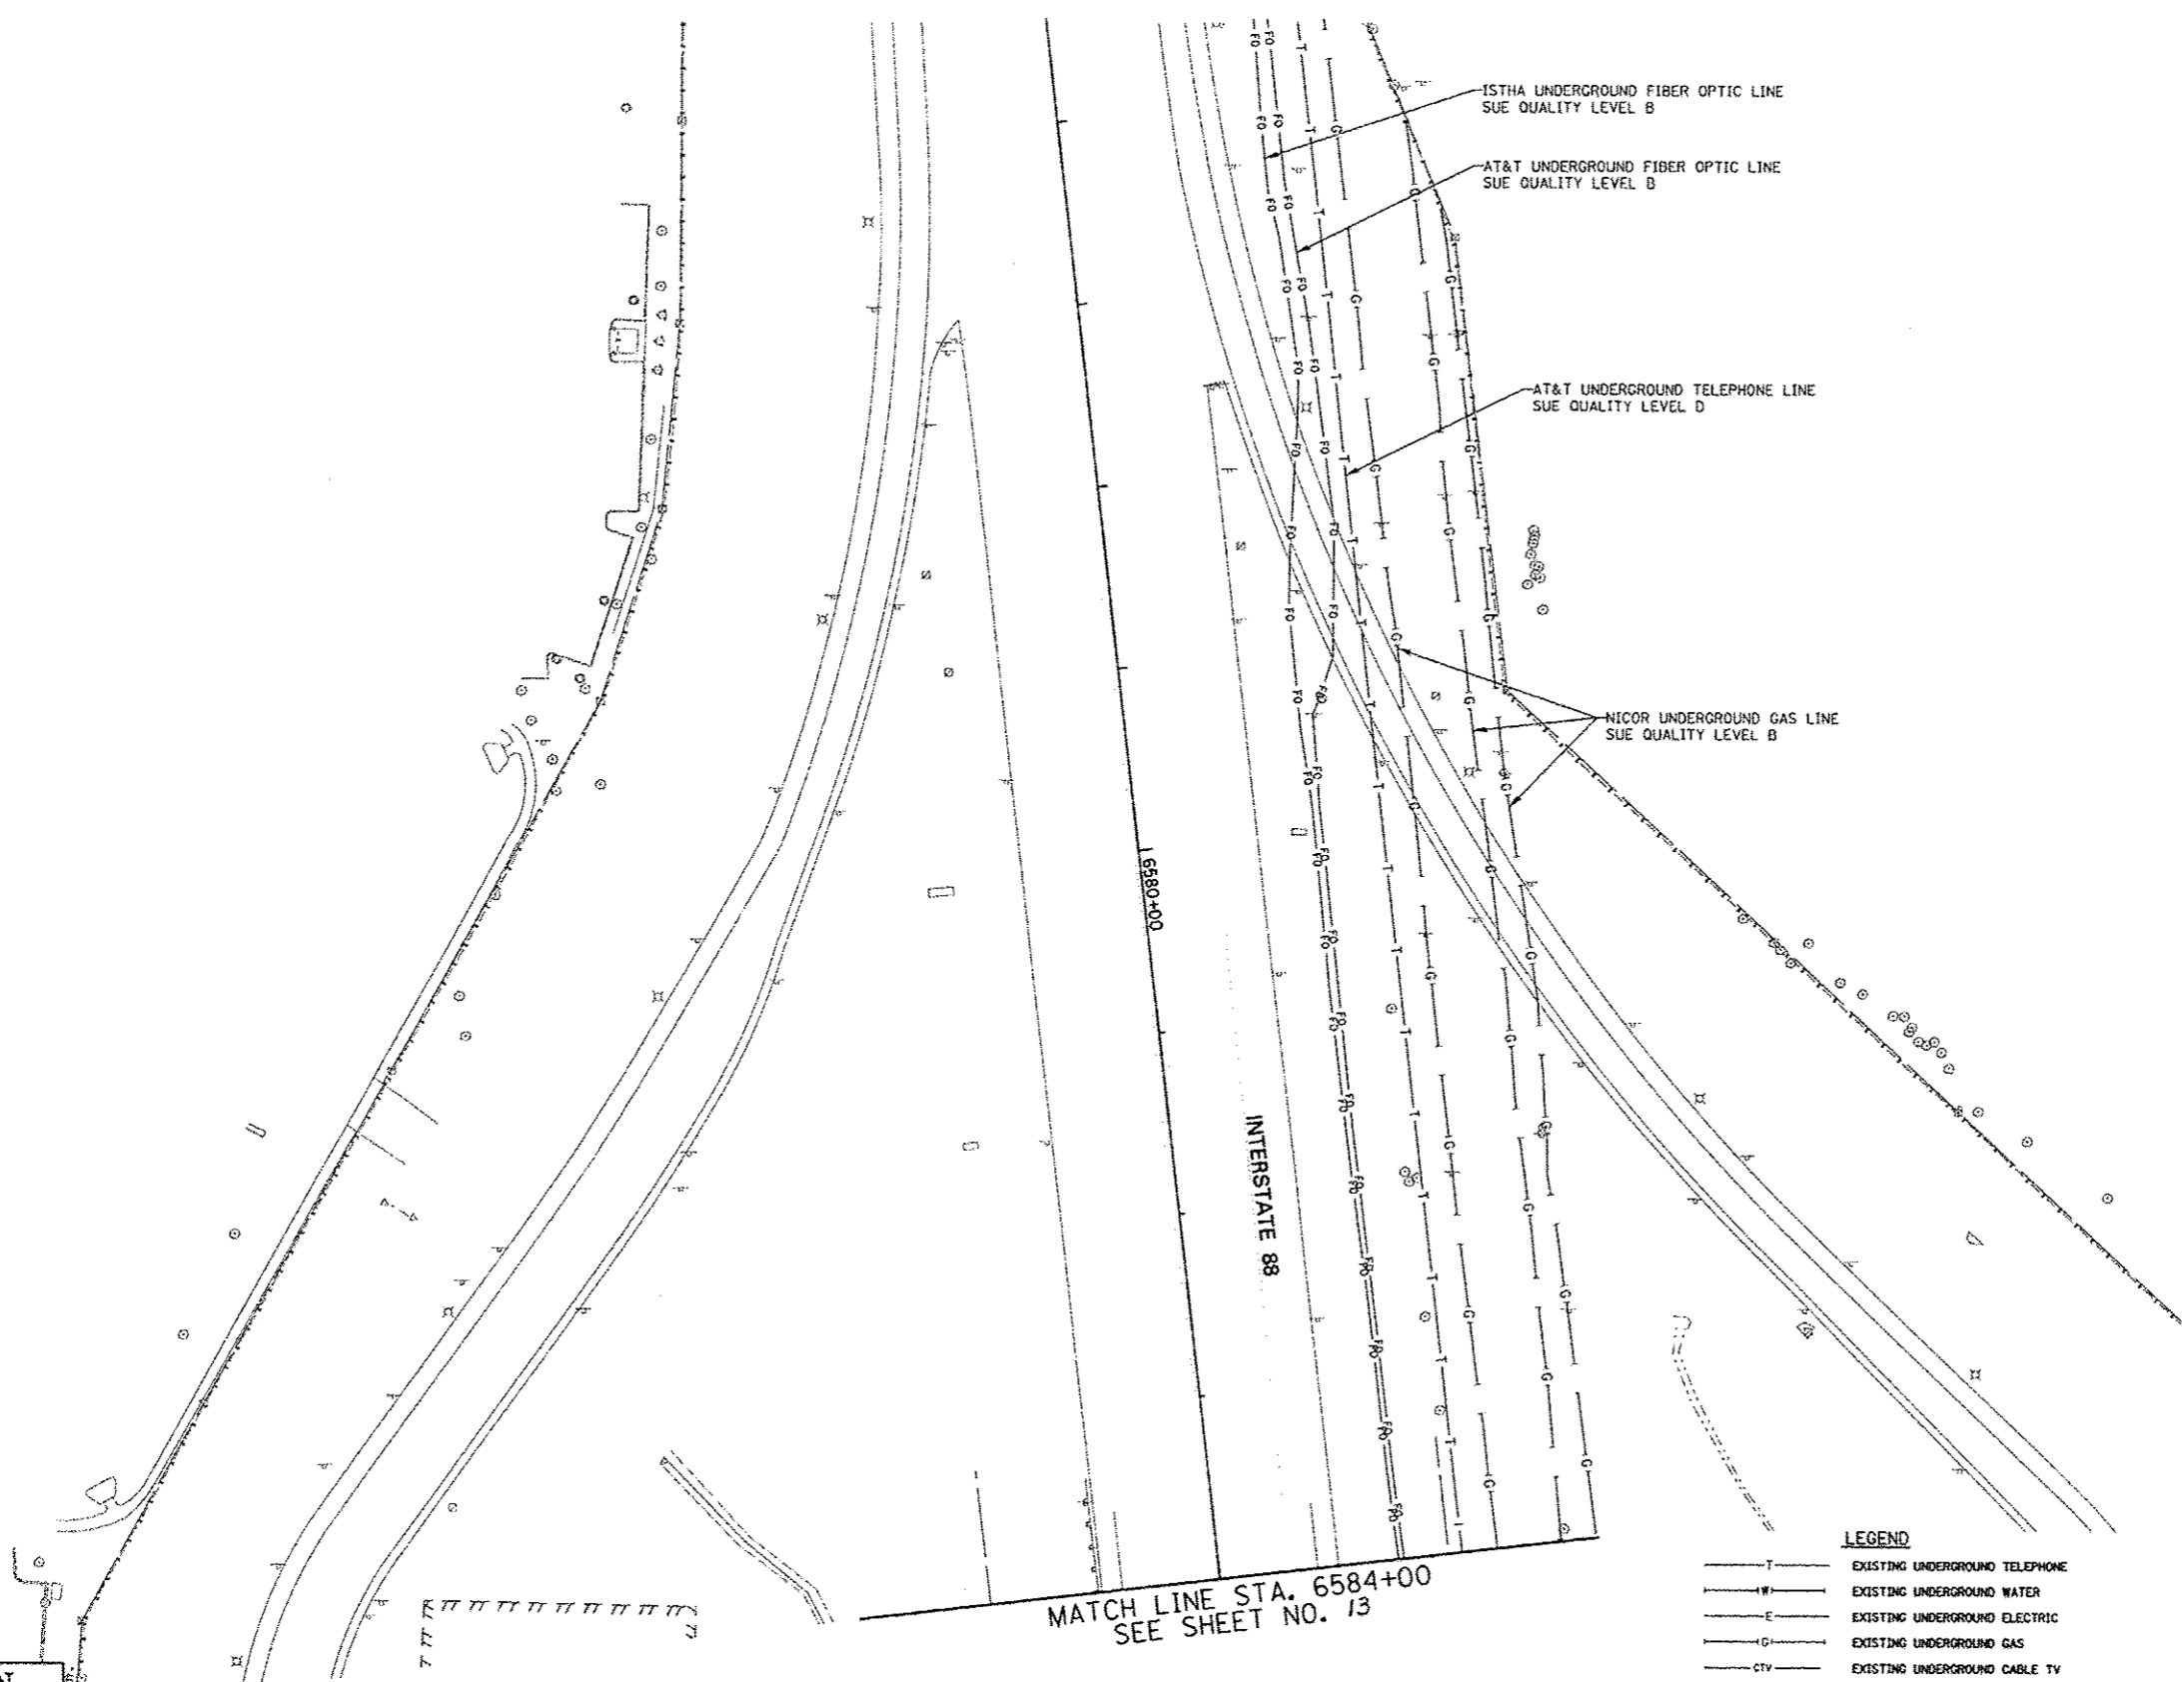 ISTHA UNDERGROUND FIBER OPTIC LINE
SUE QUALITY LEVEL B
AT&T UNDERGROUND FIBER OPTIC LINE
SUE QUALITY LEVEL B
AT&T UNDERGROUND TELEPHONE LINE
SUE QUALITY LEVEL D
NICOR UNDERGROUND GAS LINE
SUE QUALITY LEVEL B
6580+00
INTERSTATE 88
MATCH LINE STA. 6584+00
SEE SHEET NO. 13
LEGEND
T EXISTING UNDERGROUND TELEPHONE
W EXISTING UNDERGROUND WATER
E EXISTING UNDERGROUND ELECTRIC
G EXISTING UNDERGROUND GAS
CTV EXISTING UNDERGROUND CABLE TV